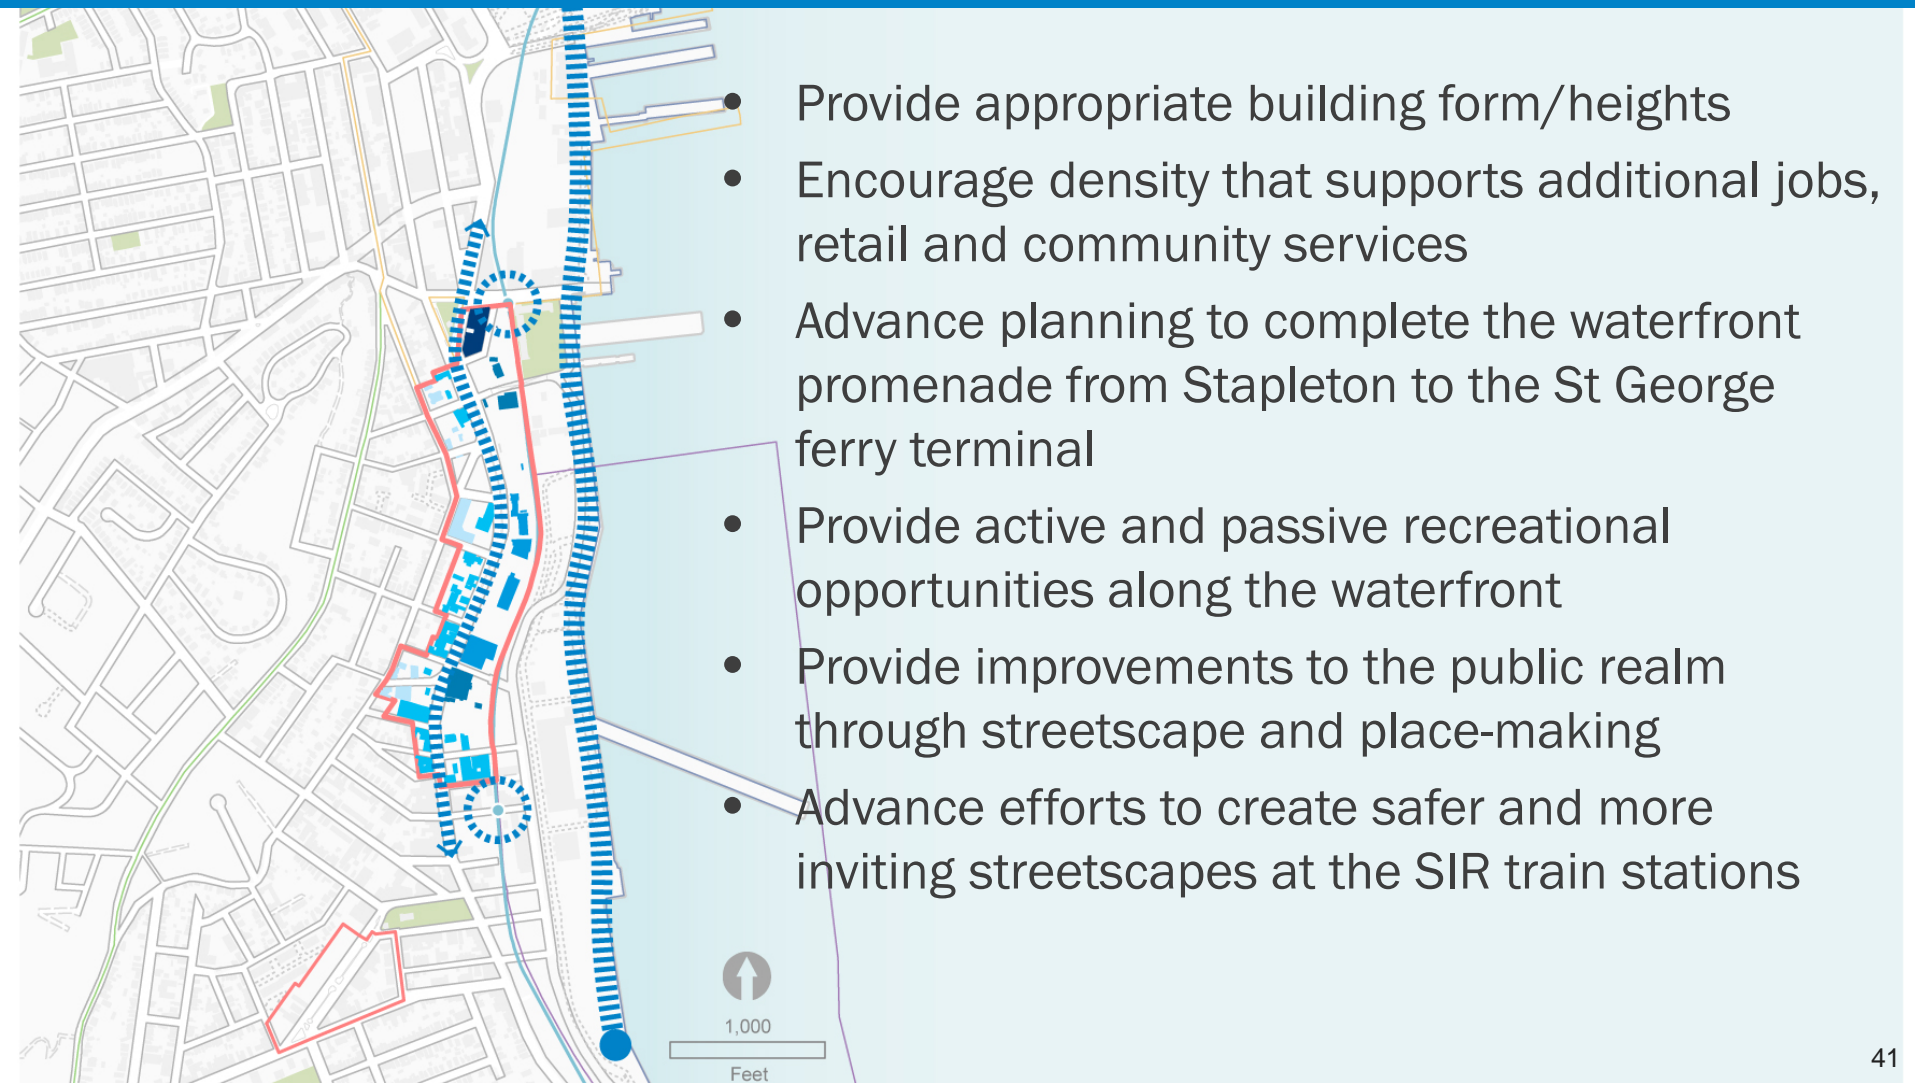 • Provide appropriate building form/heights
• Encourage density that supports additional jobs,
retail and community services
• Advance planning to complete the waterfront
promenade from Stapleton to the St George
ferry terminal
• Provide active and passive recreational
opportunities along the waterfront
• Provide improvements to the public realm
through streetscape and place-making
• Advance efforts to create safer and more
inviting streetscapes at the SIR train stations
1,000
Feet
41